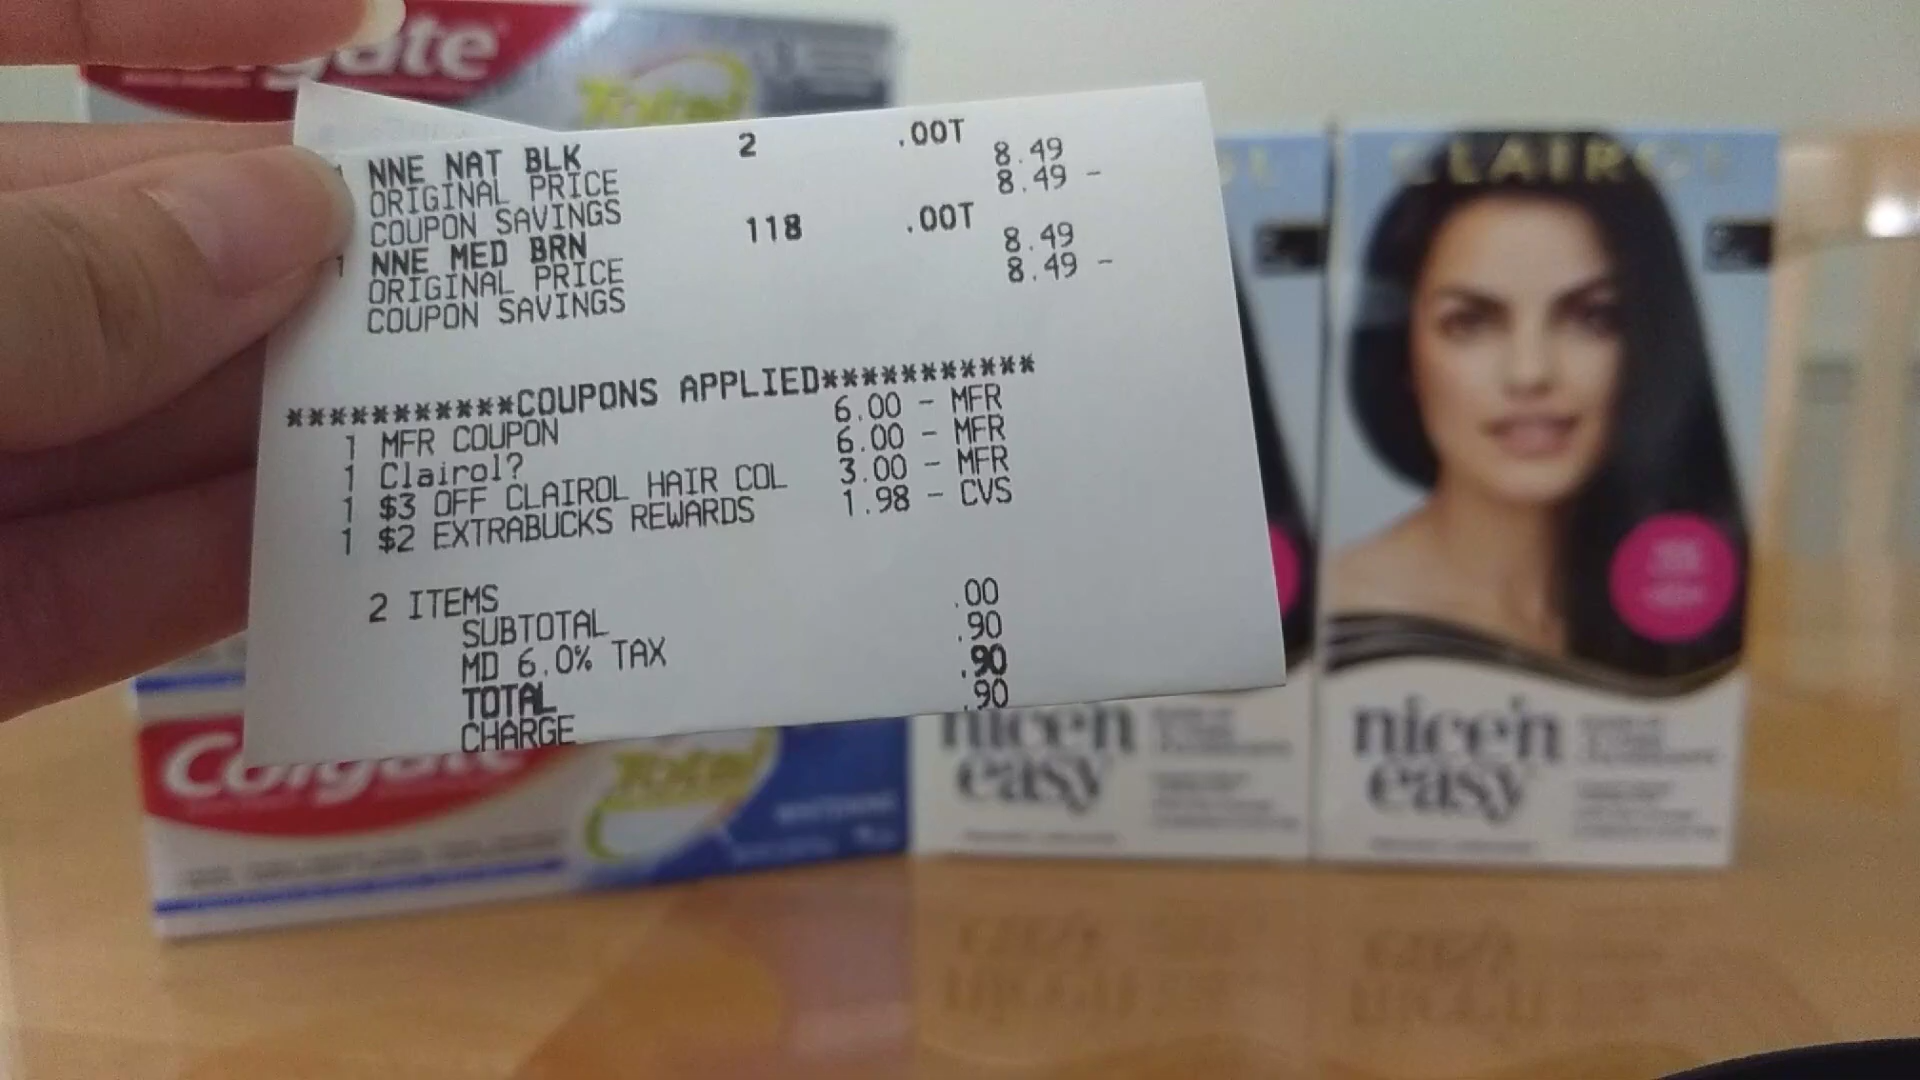 gate
Total
1 NNE NAT BLK 2 .00T
ORIGINAL PRICE 8.49
COUPON SAVINGS 8.49 -
1 NNE MED BRN 118 .00T
ORIGINAL PRICE 8.49
COUPON SAVINGS 8.49 -
***********COUPONS APPLIED***********
1 MFR COUPON 6.00 - MFR
1 Clairol? 6.00 - MFR
1 $3 OFF CLAIROL HAIR COL 3.00 - MFR
1 $2 EXTRABUCKS REWARDS 1.98 - CVS
2 ITEMS
SUBTOTAL .00
MD 6.0% TAX .90
TOTAL .90
CHARGE .90
Colgate
Total
WHITENING
nice'n
easy
CLAIROL
nice'n
easy